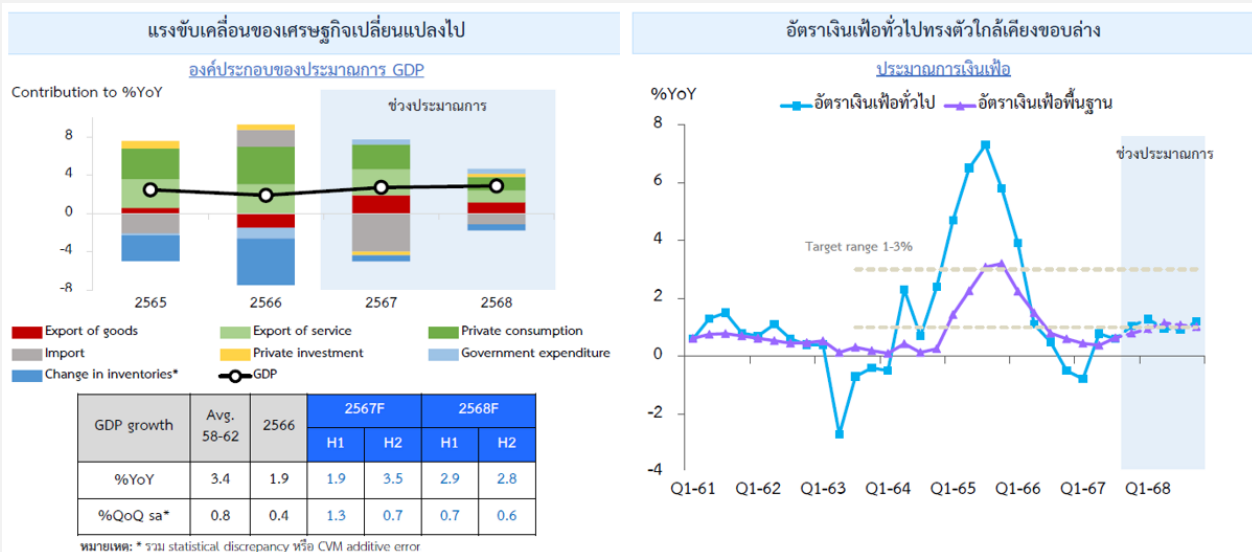 แรงขับเคลื่อนของเศรษฐกิจเปลี่ยนแปลงไป
องค์ประกอบของประมาณการ GDP
Contribution to %YoY
ช่วงประมาณการ
8
4
0
-4
-8
2565 2566 2567 2568
Export of goods Export of service Private consumption
Import Private investment Government expenditure
Change in inventories* GDP
GDP growth Avg. 58-62 2566 2567F 2568F
H1 H2 H1 H2
%YoY 3.4 1.9 1.9 3.5 2.9 2.8
%QoQ sa* 0.8 0.4 1.3 0.7 0.7 0.6
หมายเหตุ: * รวม statistical discrepancy หรือ CVM additive error
อัตราเงินเฟ้อทั่วไปทรงตัวใกล้เคียงขอบล่าง
ประมาณการเงินเฟ้อ
%YoY
อัตราเงินเฟ้อทั่วไป อัตราเงินเฟ้อพื้นฐาน
ช่วงประมาณการ
Target range 1-3%
8
6
4
2
0
-2
-4
Q1-61 Q1-62 Q1-63 Q1-64 Q1-65 Q1-66 Q1-67 Q1-68